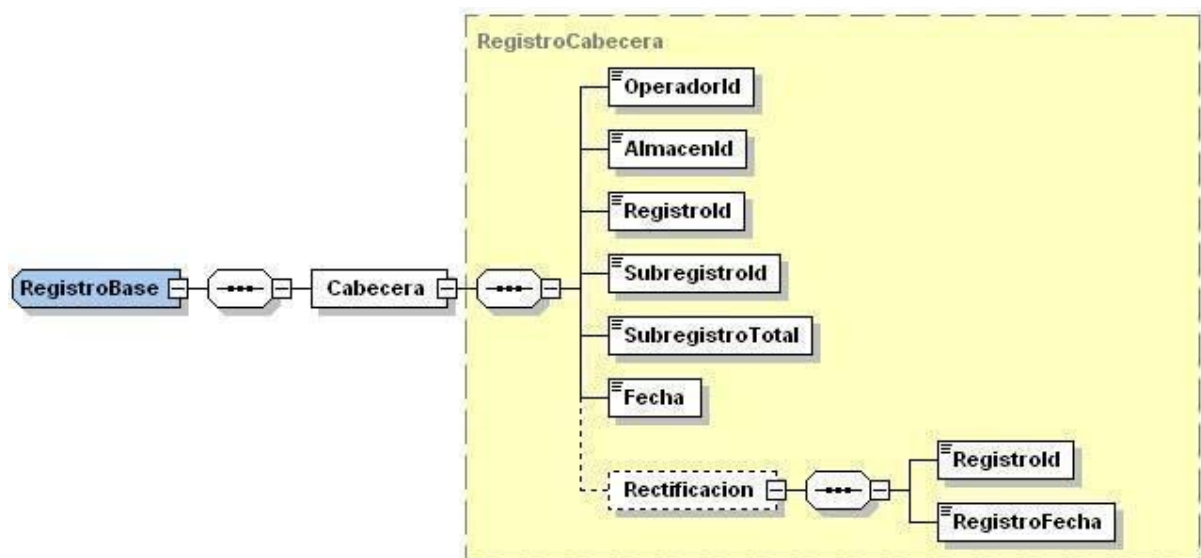 RegistroCabecera
OperadorId
AlmacenId
RegistroId
SubregistroId
RegistroBase
Cabecera
SubregistroTotal
Fecha
Rectificacion
RegistroId
RegistroFecha